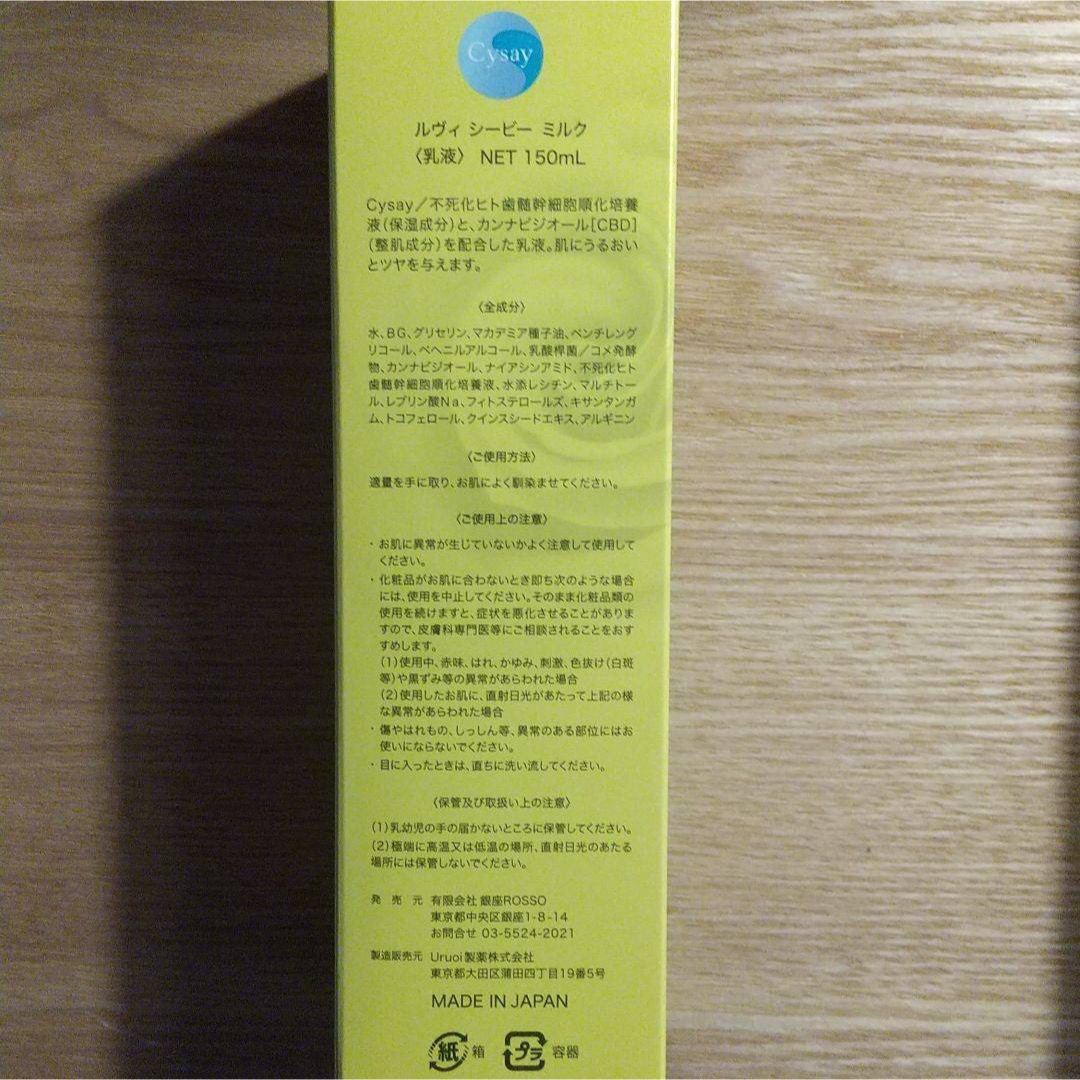 Cysay
ルヴィ シービー ミルク
〈乳液〉 NET 150mL
Cysay／不死化ヒト歯髄幹細胞順化培養
液(保湿成分)と、カンナビジオール[CBD]
(整肌成分)を配合した乳液。肌にうるおい
とツヤを与えます。
〈全成分〉
水、BG、グリセリン、マカデミア種子油、ペンチレング
リコール、ベヘニルアルコール、乳酸桿菌／コメ発酵
物、カンナビジオール、ナイアシンアミド、不死化ヒト
歯髄幹細胞順化培養液、水添レシチン、マルチトー
ル、レブリン酸Na、フィトステロールズ、キサンタンガ
ム、トコフェロール、クインスシードエキス、アルギニン
〈ご使用方法〉
適量を手に取り、お肌によく馴染ませてください。
〈ご使用上の注意〉
・お肌に異常が生じていないかよく注意して使用して
ください。
・化粧品がお肌に合わないとき即ち次のような場合
には、使用を中止してください。そのまま化粧品類の
使用を続けますと、症状を悪化させることがありま
すので、皮膚科専門医等にご相談されることをおす
すめします。
(1)使用中、赤味、はれ、かゆみ、刺激、色抜け(白斑
等)や黒ずみ等の異常があらわれた場合
(2)使用したお肌に、直射日光があたって上記の様
な異常があらわれた場合
・傷やはれもの、しっしん等、異常のある部位にはお
使いにならないでください。
・目に入ったときは、直ちに洗い流してください。
〈保管及び取扱い上の注意〉
(1)乳幼児の手の届かないところに保管してください。
(2)極端に高温又は低温の場所、直射日光のあたる
場所には保管しないでください。
発売元 有限会社 銀座ROSSO
東京都中央区銀座1-8-14
お問合せ 03-5524-2021
製造販売元 Uruoi製薬株式会社
東京都大田区蒲田四丁目19番5号
MADE IN JAPAN
紙 箱 プラ 容器